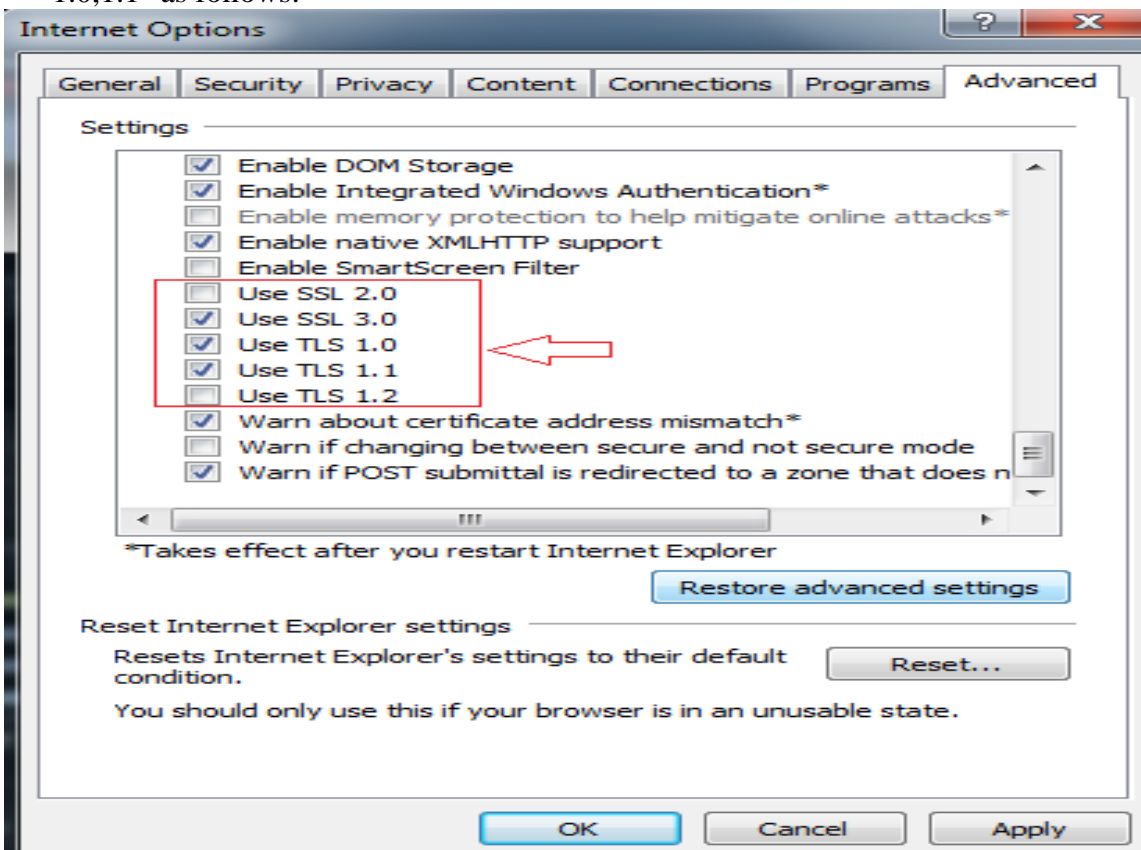 1.0,1.1" as follows:
Internet Options
General Security Privacy Content Connections Programs Advanced
Settings
Enable DOM Storage
Enable Integrated Windows Authentication*
Enable memory protection to help mitigate online attacks*
Enable native XMLHTTP support
Enable SmartScreen Filter
Use SSL 2.0
Use SSL 3.0
Use TLS 1.0
Use TLS 1.1
Use TLS 1.2
Warn about certificate address mismatch*
Warn if changing between secure and not secure mode
Warn if POST submittal is redirected to a zone that does n
*Takes effect after you restart Internet Explorer
Restore advanced settings
Reset Internet Explorer settings
Resets Internet Explorer's settings to their default
condition.
Reset...
You should only use this if your browser is in an unusable state.
OK Cancel Apply